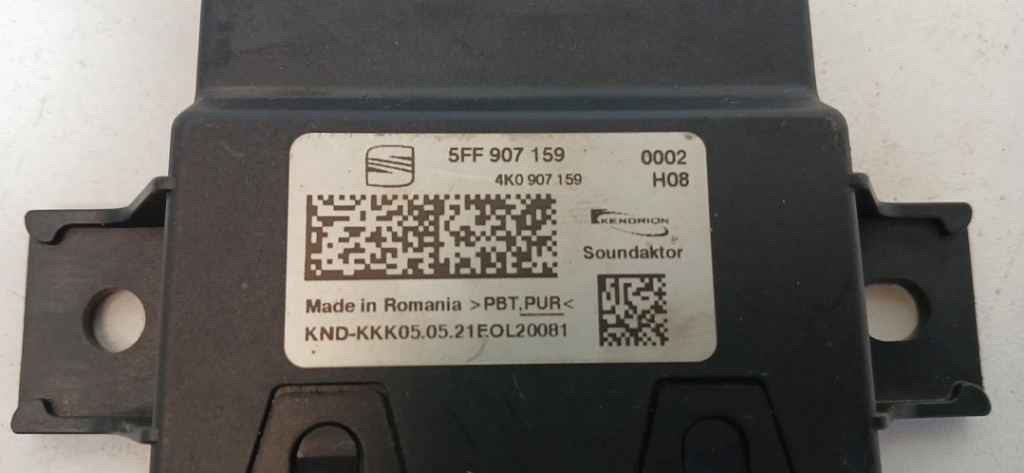 5FF 907 159 0002
4K0 907 159 H08
KENDRION
Soundaktor
Made in Romania >PBT,PUR<
KND-KKK05.05.21EOL20081